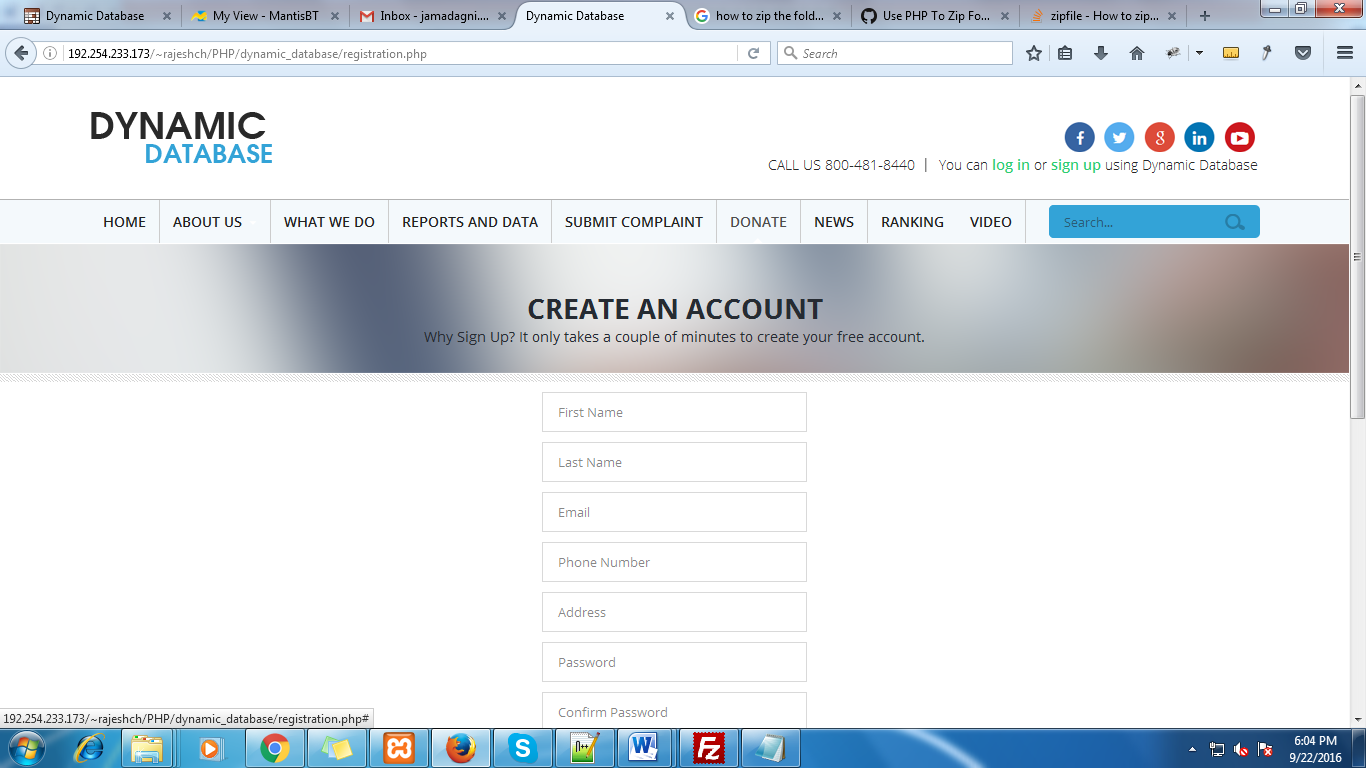 Dynamic Database
My View - MantisBT
Inbox - jamadagni....
Dynamic Database
how to zip the fold...
Use PHP To Zip Fo...
zipfile - How to zip...
192.254.233.173/~rajeshch/PHP/dynamic_database/registration.php
Search
DYNAMIC
DATABASE
CALL US 800-481-8440 | You can log in or sign up using Dynamic Database
HOME
ABOUT US
WHAT WE DO
REPORTS AND DATA
SUBMIT COMPLAINT
DONATE
NEWS
RANKING
VIDEO
Search...
CREATE AN ACCOUNT
Why Sign Up? It only takes a couple of minutes to create your free account.
First Name
Last Name
Email
Phone Number
Address
Password
Confirm Password
192.254.233.173/~rajeshch/PHP/dynamic_database/registration.php#
6:04 PM
9/22/2016